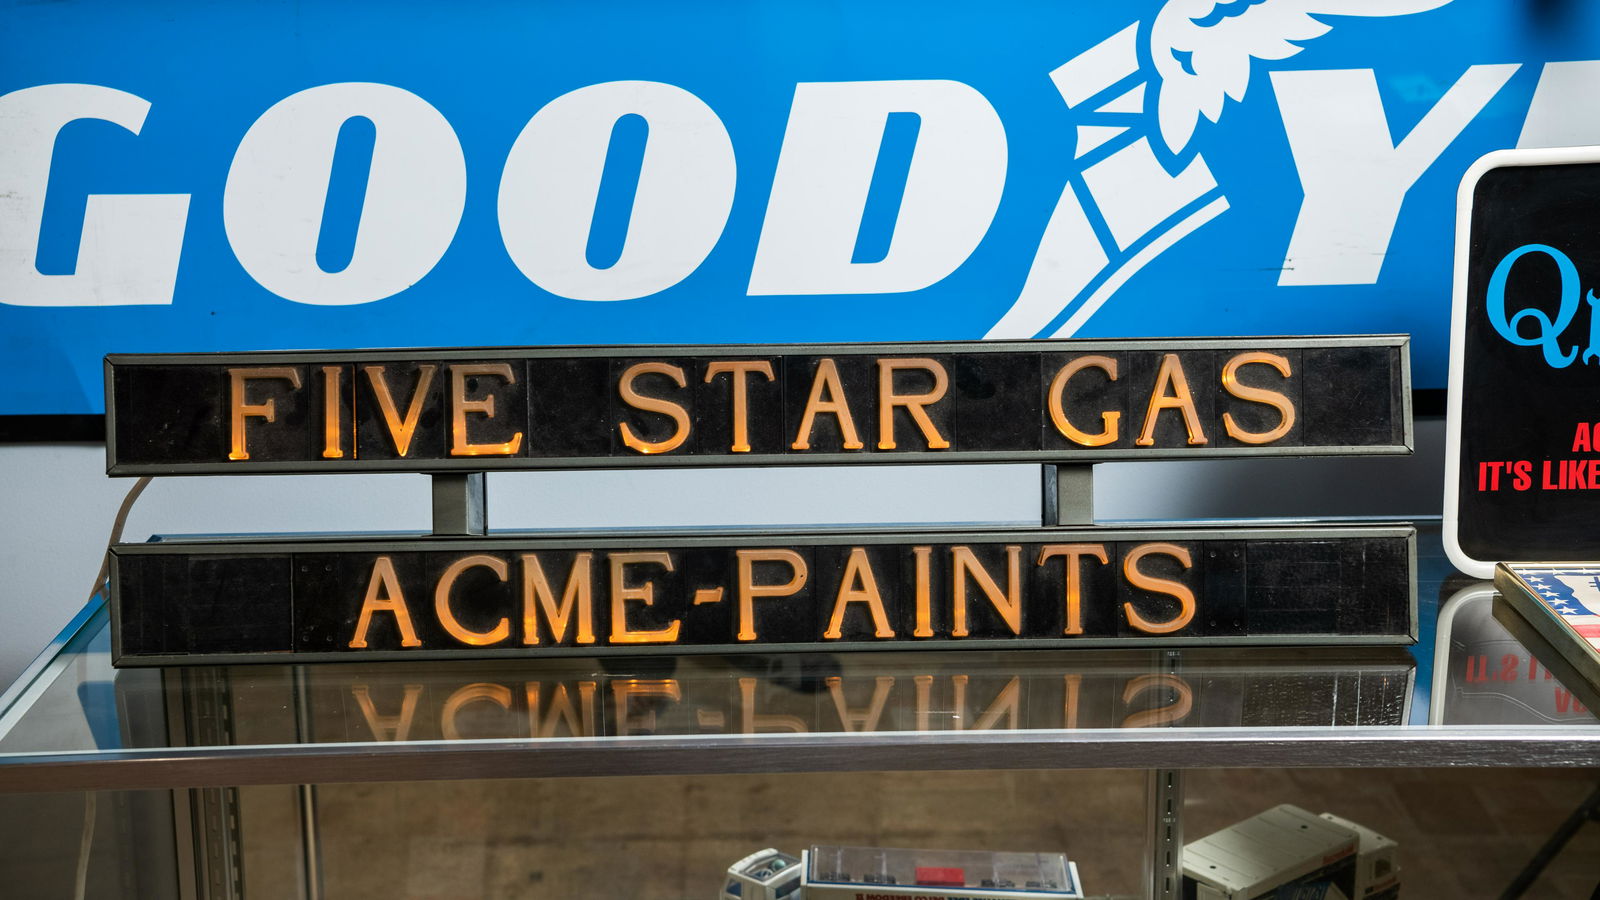 GOODY
FIVE STAR GAS
ACME-PAINTS
IT'S LIKE